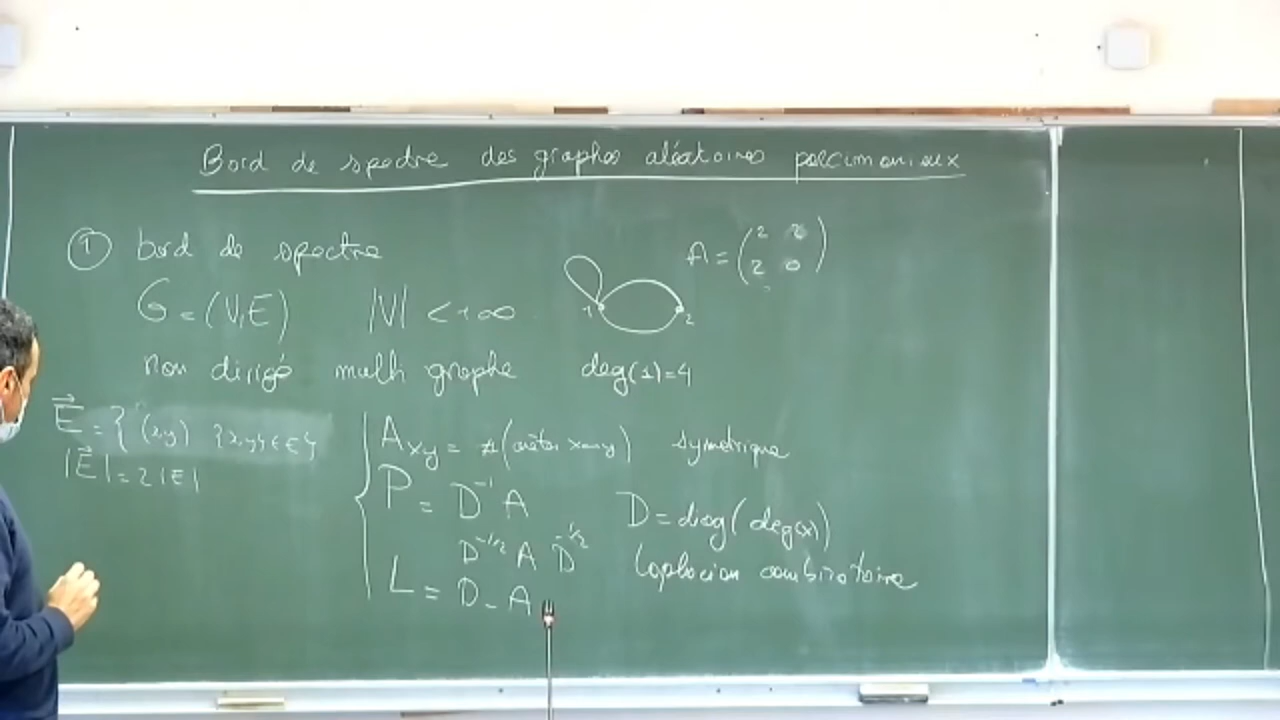 Bord de spectre des graphes aléatoires parcimonieux
① bord de spectre
A = (2 2
2 0)
G = (V,E) |V| < +∞
1 2
non dirigé multi graphe deg(1)=4
E⃗ = {(x,y) {x,y} ∈ E}
|E⃗| = 2|E|
A_xy = #(arêtes x–y) symétrique
P = D⁻¹ A
D = diag(deg(x))
D^{-1/2} A D^{-1/2}
L = D - A Laplacien combinatoire